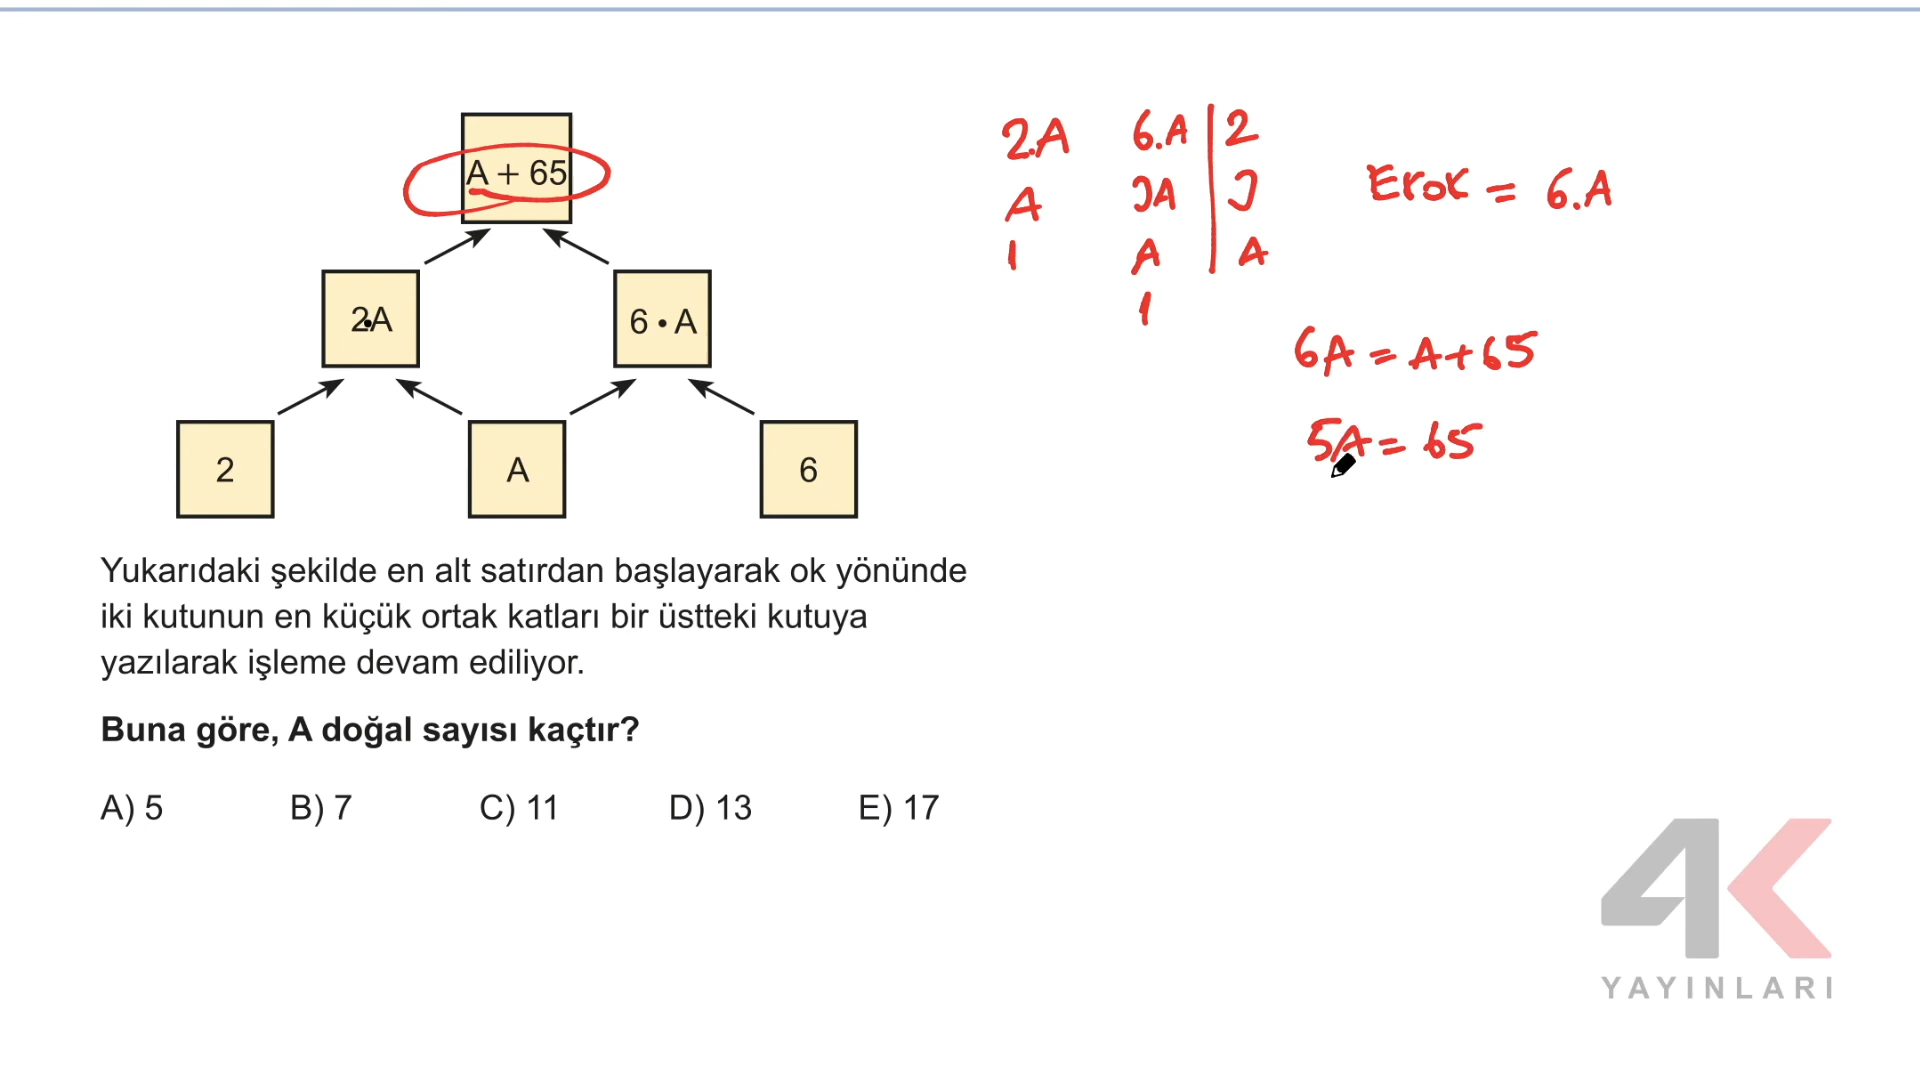 A + 65
2•A
6 • A
2
A
6
Yukarıdaki şekilde en alt satırdan başlayarak ok yönünde
iki kutunun en küçük ortak katları bir üstteki kutuya
yazılarak işleme devam ediliyor.
Buna göre, A doğal sayısı kaçtır?
A) 5 B) 7 C) 11 D) 13 E) 17
2.A 6.A | 2
A 3A | 3
1 A | A
1
Ekok = 6.A
6A = A+65
5A = 65
4K
YAYINLARI